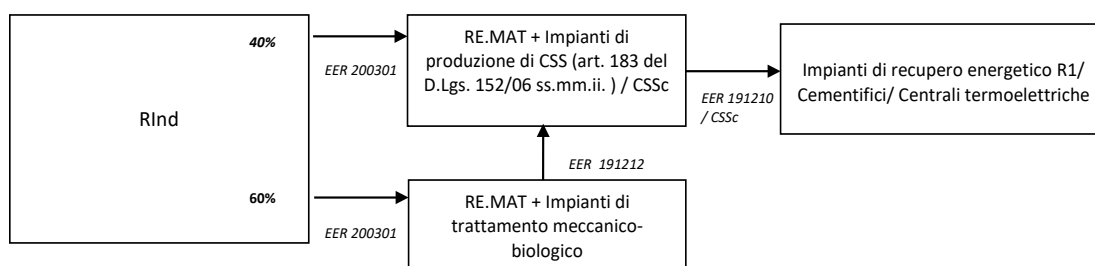 RInd
40%
60%
EER 200301
RE.MAT + Impianti di
produzione di CSS (art. 183 del
D.Lgs. 152/06 ss.mm.ii. ) / CSSc
EER 191210
/ CSSc
Impianti di recupero energetico R1/
Cementifici/ Centrali termoelettriche
EER 191212
EER 200301
RE.MAT + Impianti di
trattamento meccanico-
biologico